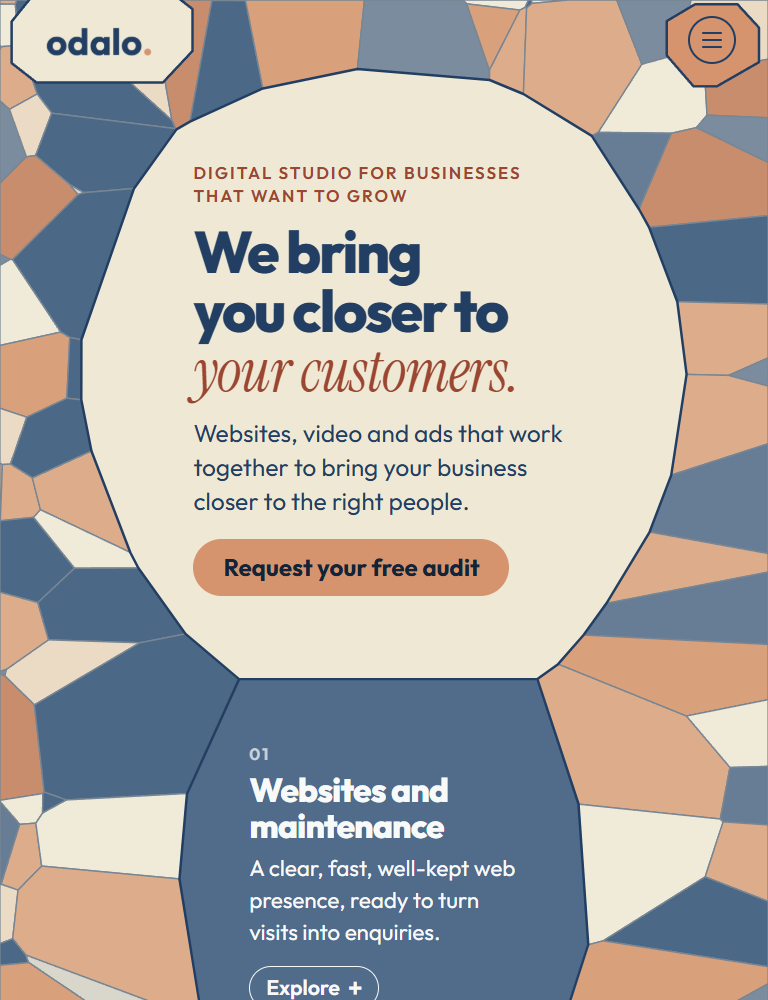 odalo.
DIGITAL STUDIO FOR BUSINESSES
THAT WANT TO GROW
We bring
you closer to
your customers.
Websites, video and ads that work
together to bring your business
closer to the right people.
Request your free audit
01
Websites and
maintenance
A clear, fast, well-kept web
presence, ready to turn
visits into enquiries.
Explore +